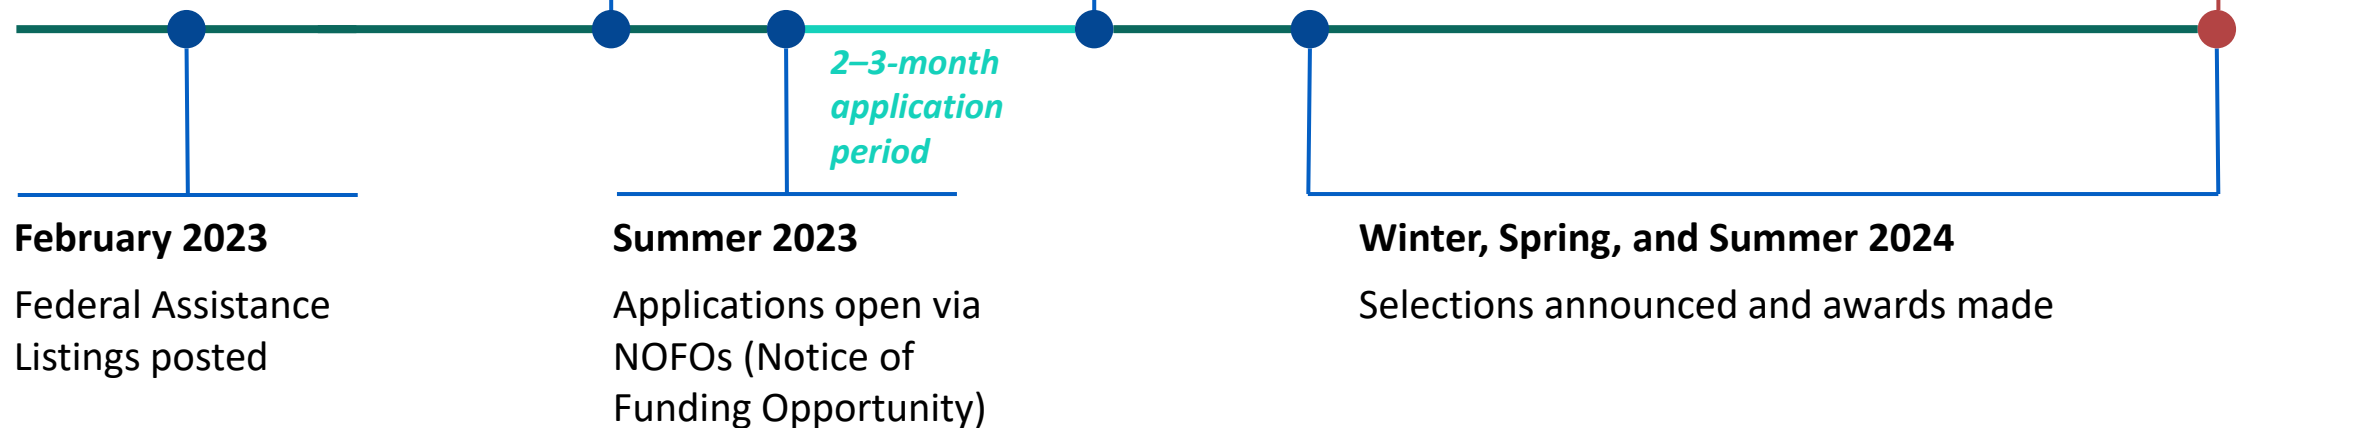 2–3-month
application
period
February 2023
Federal Assistance
Listings posted
Summer 2023
Applications open via
NOFOs (Notice of
Funding Opportunity)
Winter, Spring, and Summer 2024
Selections announced and awards made